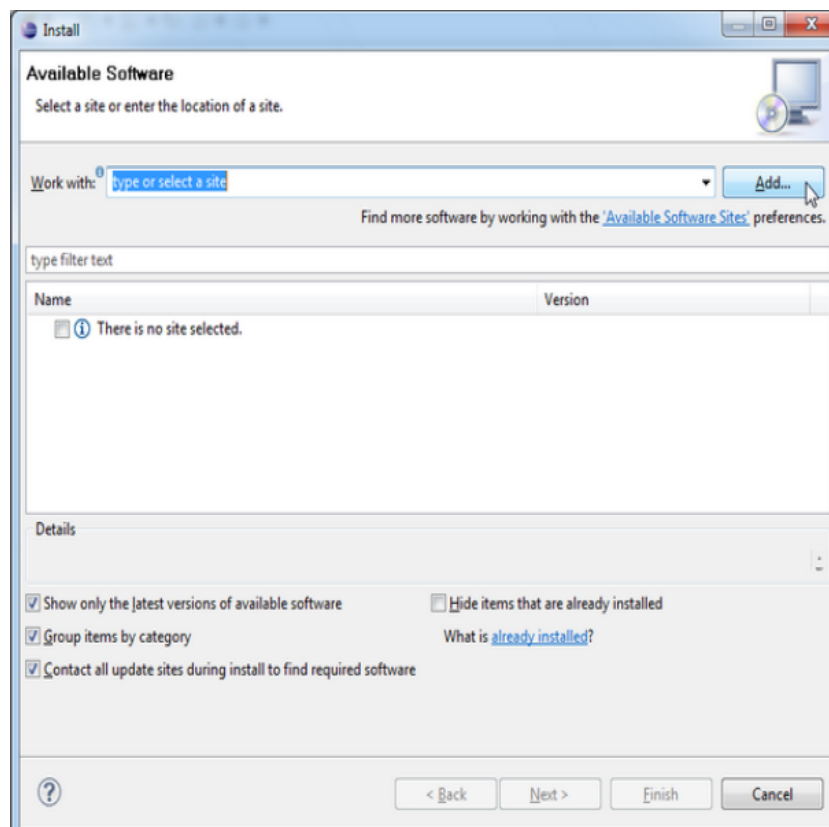 Install
Available Software
Select a site or enter the location of a site.
Work with: type or select a site Add...
Find more software by working with the 'Available Software Sites' preferences.
type filter text
Name Version
There is no site selected.
Details
Show only the latest versions of available software Hide items that are already installed
Group items by category What is already installed?
Contact all update sites during install to find required software
< Back Next > Finish Cancel